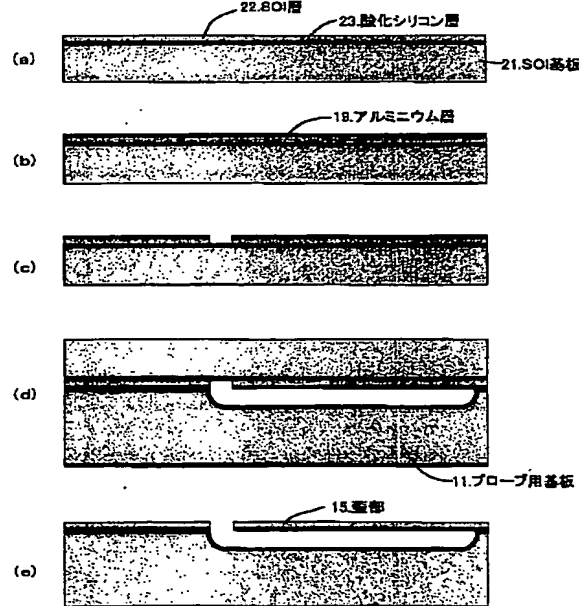 22.SOI層
23.酸化シリコン層
(a)
21.SOI基板
19.アルミニウム層
(b)
(c)
(d)
11.プローブ用基板
15.蓋部
(e)